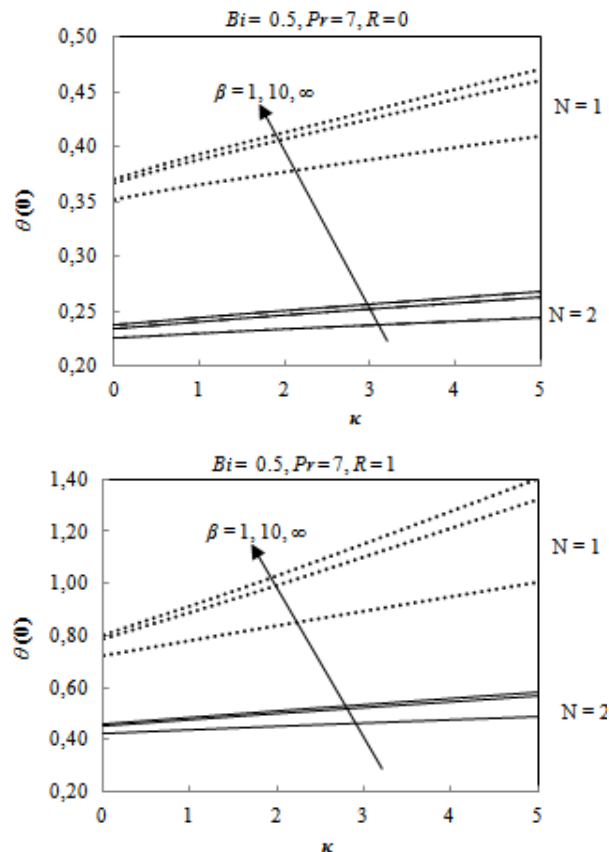 Bi = 0.5, Pr = 7, R = 0
0,50
0,45
0,40
0,35
0,30
0,25
0,20
θ(0)
β = 1, 10, ∞
N = 1
N = 2
0 1 2 3 4 5
κ
Bi = 0.5, Pr = 7, R = 1
1,40
1,20
1,00
0,80
0,60
0,40
0,20
θ(0)
β = 1, 10, ∞
N = 1
N = 2
0 1 2 3 4 5
κ